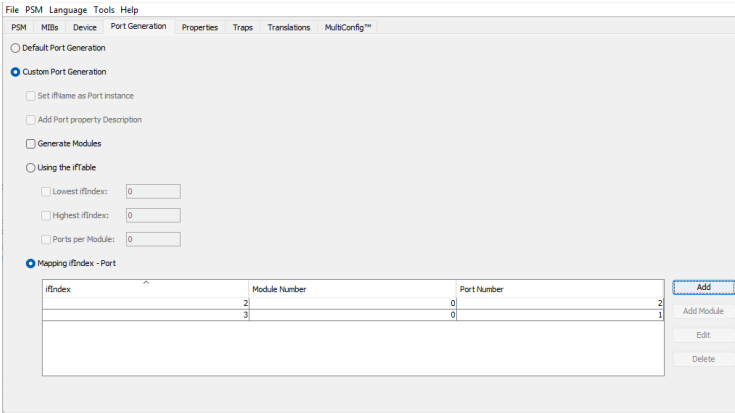 File PSM Language Tools Help
PSM MIBs Device Port Generation Properties Traps Translations MultiConfig™
Default Port Generation
Custom Port Generation
Set ifName as Port instance
Add Port property Description
Generate Modules
Using the ifTable
Lowest ifIndex: 0
Highest ifIndex: 0
Ports per Module: 0
Mapping ifIndex - Port
ifIndex Module Number Port Number
2 0 2
3 0 1
Add
Add Module
Edit
Delete